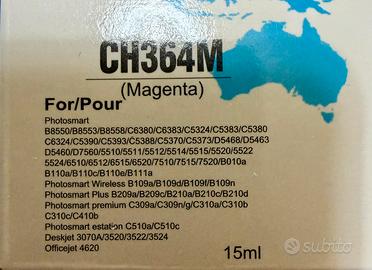 CH364M
(Magenta)
For/Pour
Photosmart
B8550/B8553/B8558/C6380/C6383/C5324/C5383/C5380
C6324/C5390/C5393/C5388/C5370/C5373/D5468/D5463
D5460/D7560/5510/5511/5512/5514/5515/5520/5522
5524/6510/6512/6515/6520/7510/7515/7520/B010a
B110a/B110c/B110e/B111a
Photosmart Wireless B109a/B109d/B109f/B109n
Photosmart Plus B209a/B209c/B210a/B210c/B210d
Photosmart premium C309a/C309n/g/C310a/C310b
C310c/C410b
Photosmart estation C510a/C510c
Deskjet 3070A/3520/3522/3524
Officejet 4620
15ml
subito